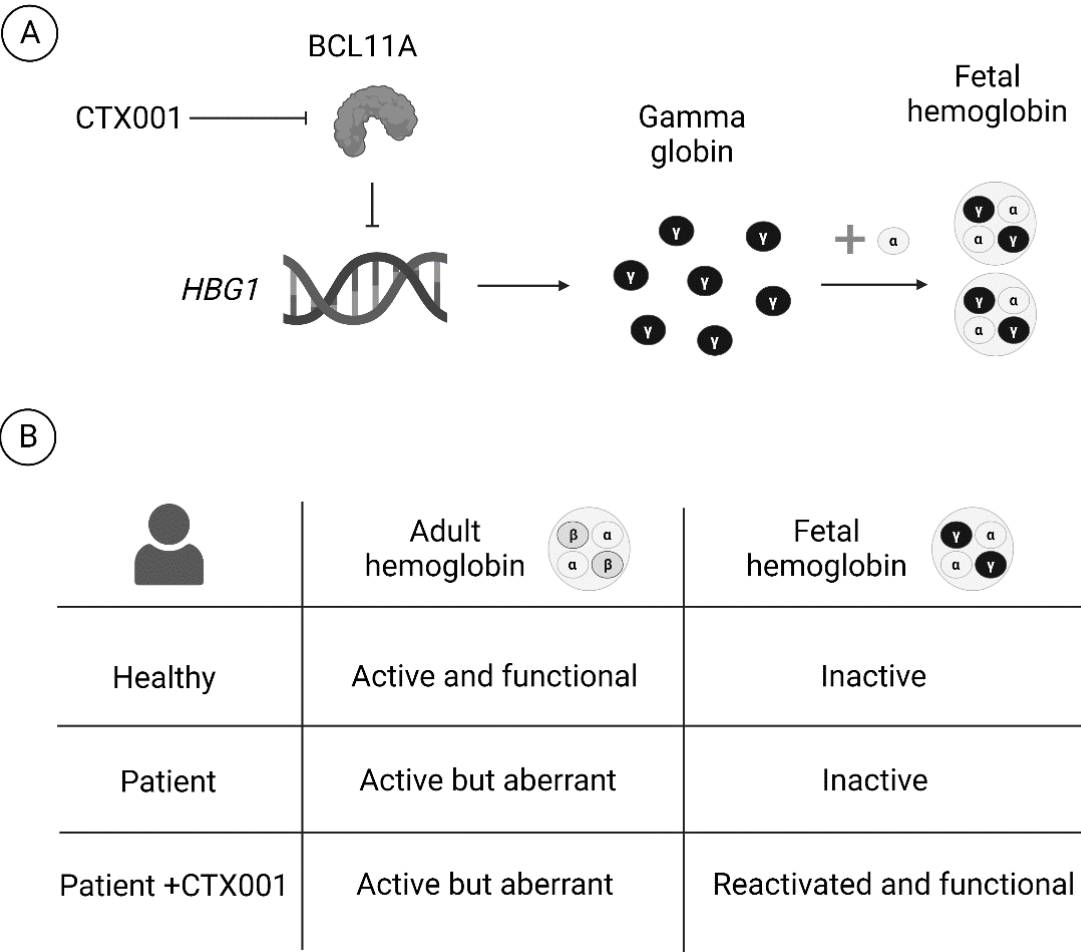 A
BCL11A
CTX001
Fetal
hemoglobin
Gamma
globin
γ α
α γ
γ γ
+ α
γ γ
γ
HBG1
γ γ
γ α
α γ
B
Adult
hemoglobin
β α
α β
Fetal
hemoglobin
γ α
α γ
Healthy
Active and functional
Inactive
Patient
Active but aberrant
Inactive
Patient +CTX001
Active but aberrant
Reactivated and functional